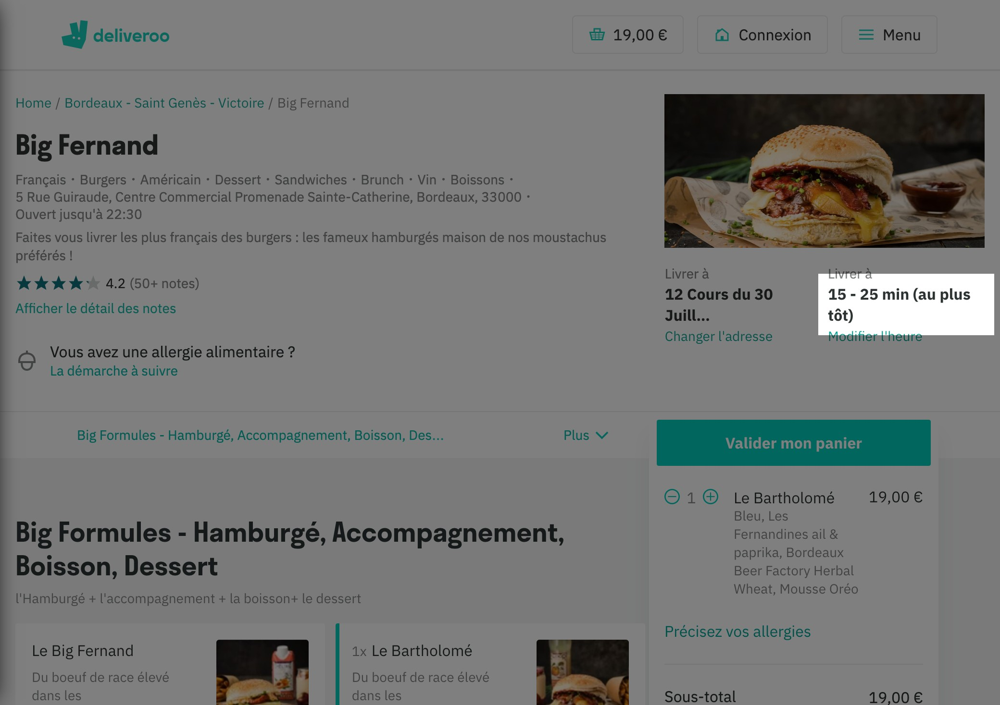 deliveroo
19,00 €
Connexion
Menu
Home / Bordeaux - Saint Genès - Victoire / Big Fernand
Big Fernand
Français • Burgers • Américain • Dessert • Sandwiches • Brunch • Vin • Boissons •
5 Rue Guiraude, Centre Commercial Promenade Sainte-Catherine, Bordeaux, 33000 •
Ouvert jusqu'à 22:30
Faites vous livrer les plus français des burgers : les fameux hamburgés maison de nos moustachus
préférés !
4.2 (50+ notes)
Afficher le détail des notes
Vous avez une allergie alimentaire ?
La démarche à suivre
Livrer à
12 Cours du 30
Juill...
Changer l'adresse
Livrer à
15 - 25 min (au plus
tôt)
Modifier l'heure
Big Formules - Hamburgé, Accompagnement, Boisson, Des...
Plus
Valider mon panier
1
Le Bartholomé
19,00 €
Bleu, Les
Fernandines ail &
paprika, Bordeaux
Beer Factory Herbal
Wheat, Mousse Oréo
Précisez vos allergies
Sous-total
19,00 €
Big Formules - Hamburgé, Accompagnement,
Boisson, Dessert
l'Hamburgé + l'accompagnement + la boisson+ le dessert
Le Big Fernand
Du boeuf de race élevé
dans les
1x Le Bartholomé
Du boeuf de race élevé
dans les